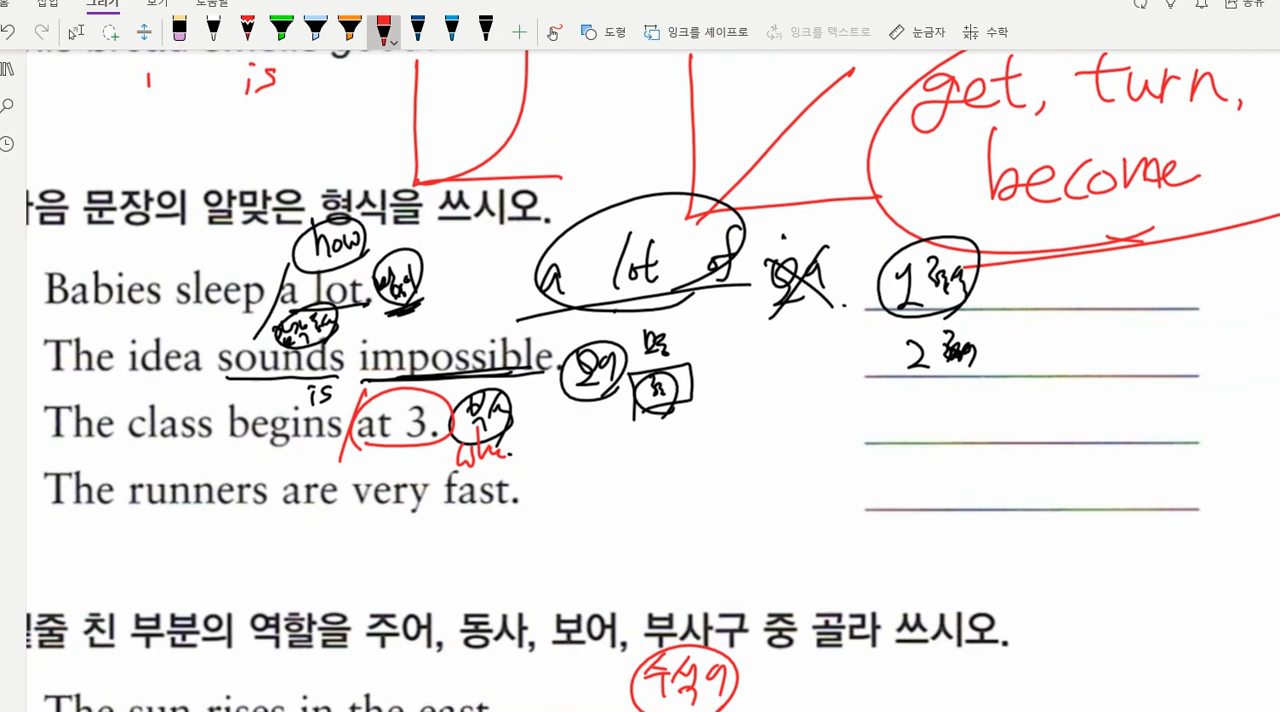 삽입 그리기 보기 도움말
도형 잉크를 셰이프로 잉크를 텍스트로 눈금자 수학 공유
is
get, turn,
become
다음 문장의 알맞은 형식을 쓰시오.
how
Babies sleep a lot. a lot of 1형식
The idea sounds impossible. 보어 2형식
is
The class begins at 3. 부사구
The runners are very fast.
밑줄 친 부분의 역할을 주어, 동사, 보어, 부사구 중 골라 쓰시오.
수식어
The sun rises in the east.